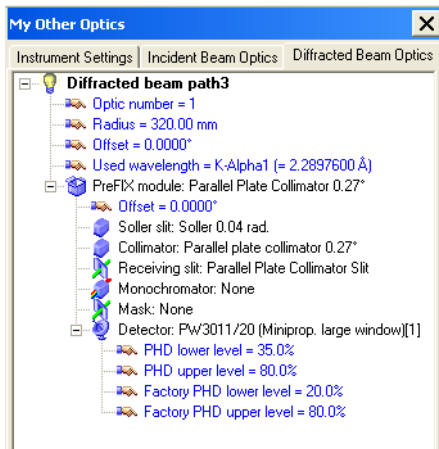 My Other Optics
Instrument Settings Incident Beam Optics Diffracted Beam Optics
Diffracted beam path3
Optic number = 1
Radius = 320.00 mm
Offset = 0.0000°
Used wavelength = K-Alpha1 (= 2.2897600 Å)
PreFIX module: Parallel Plate Collimator 0.27°
Offset = 0.0000°
Soller slit: Soller 0.04 rad.
Collimator: Parallel plate collimator 0.27°
Receiving slit: Parallel Plate Collimator Slit
Monochromator: None
Mask: None
Detector: PW3011/20 (Miniprop. large window)[1]
PHD lower level = 35.0%
PHD upper level = 80.0%
Factory PHD lower level = 20.0%
Factory PHD upper level = 80.0%